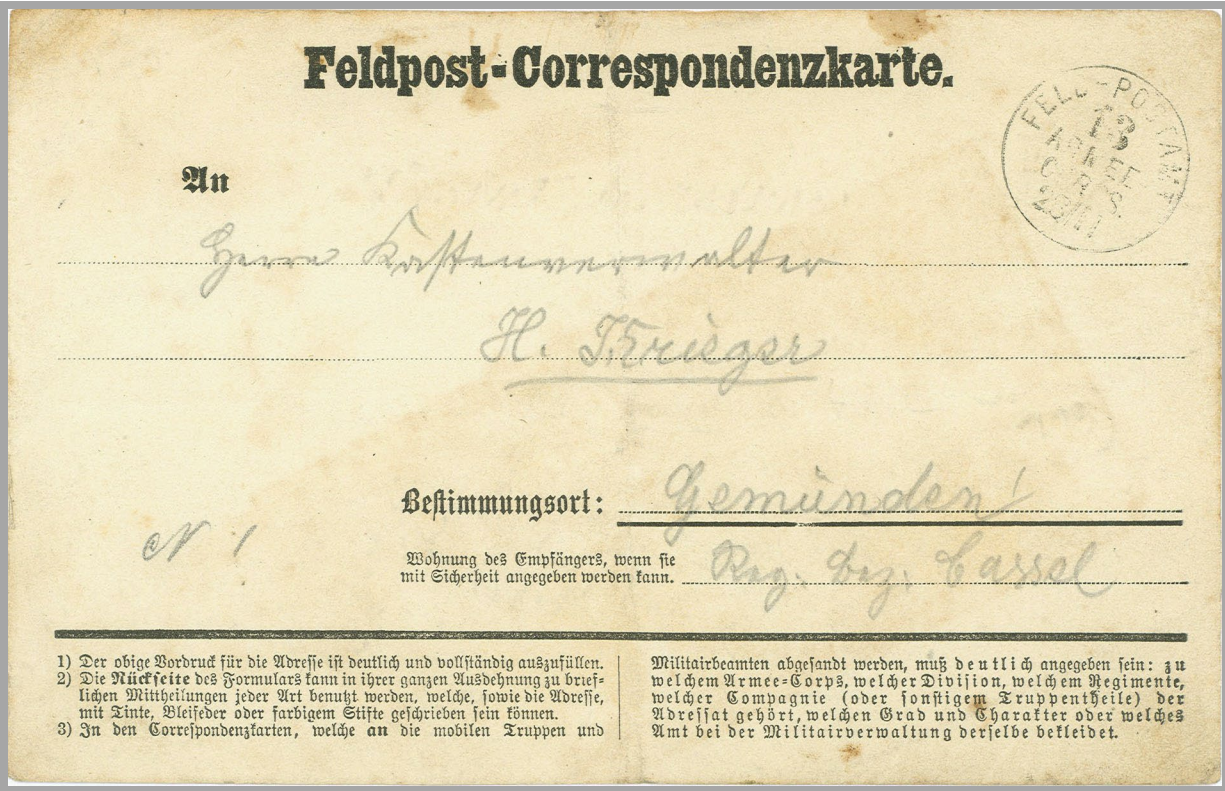 Feldpost-Correspondenzkarte.
FELD-POSTAMT
13
ARMEE
CORPS
An
Herrn Kastenverwalter
H. Krieger
Bestimmungsort: Gemünden!
N 1
Wohnung des Empfängers, wenn sie
mit Sicherheit angegeben werden kann. Reg. Bez. Cassel
1) Der obige Vordruck für die Adresse ist deutlich und vollständig auszufüllen.
2) Die Rückseite des Formulars kann in ihrer ganzen Ausdehnung zu brief-
lichen Mittheilungen jeder Art benutzt werden, welche, sowie die Adresse,
mit Tinte, Bleifeder oder farbigem Stifte geschrieben sein können.
3) In den Correspondenzkarten, welche an die mobilen Truppen und
Militairbeamten abgesandt werden, muß deutlich angegeben sein: zu
welchem Armee-Corps, welcher Division, welchem Regimente,
welcher Compagnie (oder sonstigem Truppentheile) der
Adressat gehört, welchen Grad und Charakter oder welches
Amt bei der Militairverwaltung derselbe bekleidet.